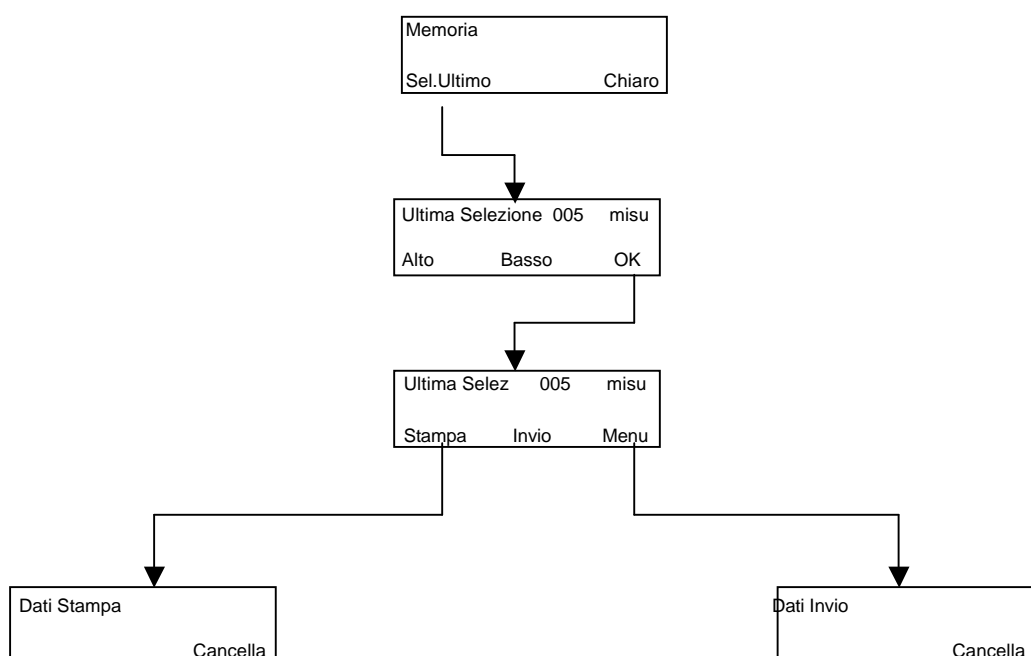 Memoria
Sel.Ultimo Chiaro
Ultima Selezione 005 misu
Alto Basso OK
Ultima Selez 005 misu
Stampa Invio Menu
Dati Stampa
Cancella
Dati Invio
Cancella